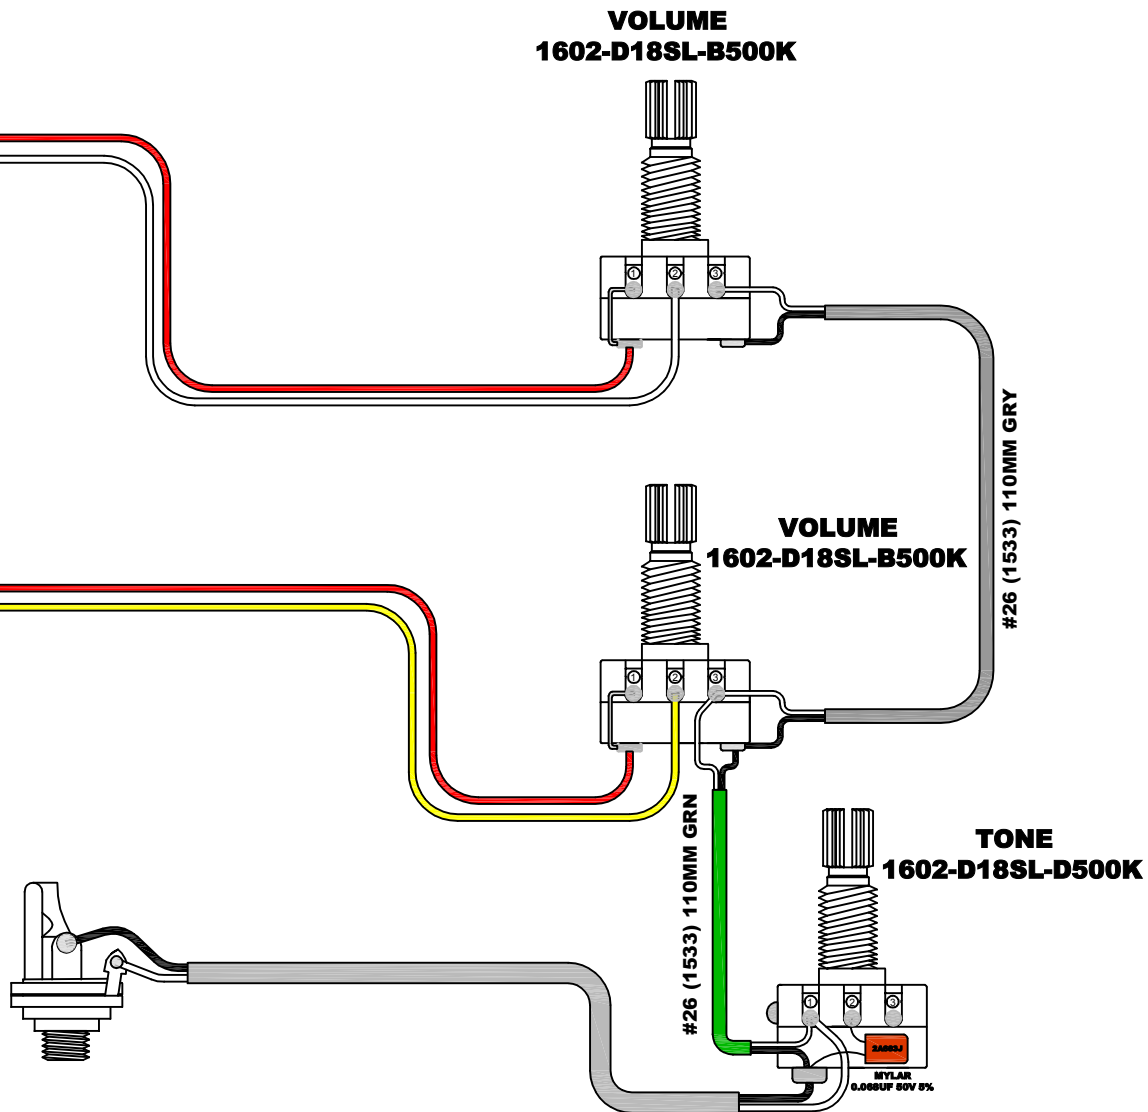 VOLUME
1602-D18SL-B500K
1 2 3
#26 (1533) 110MM GRY
VOLUME
1602-D18SL-B500K
1 2 3
#26 (1533) 110MM GRN
TONE
1602-D18SL-D500K
1 2 3
2A683J
MYLAR
0.068UF 50V 5%